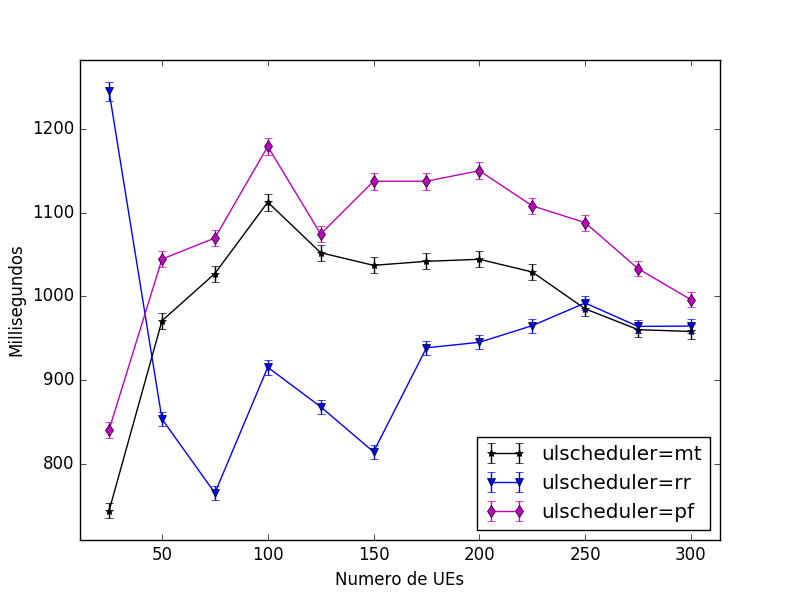 1200
1100
1000
900
800
Millisegundos
50 100 150 200 250 300
Numero de UEs
ulscheduler=mt
ulscheduler=rr
ulscheduler=pf